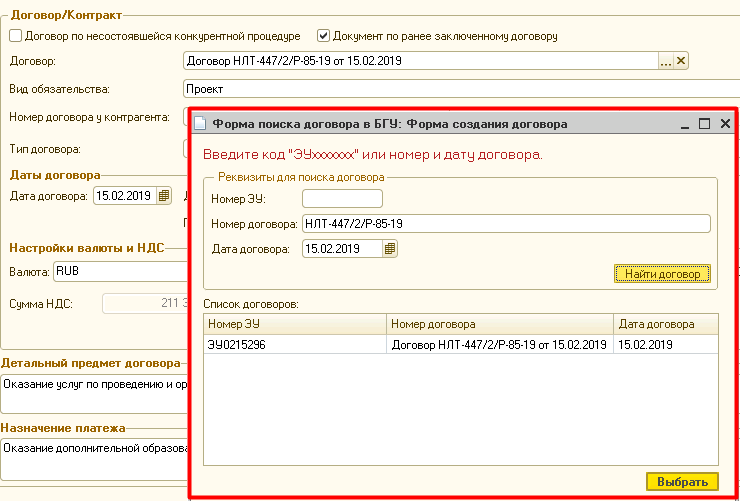 Договор/Контракт
Договор по несостоявшейся конкурентной процедуре Документ по ранее заключенному договору
Договор: Договор НЛТ-447/2/Р-85-19 от 15.02.2019 ...
Вид обязательства: Проект
Номер договора у контрагента:
Тип договора:
Даты договора
Дата договора: 15.02.2019
Настройки валюты и НДС
Валюта: RUB
Сумма НДС: 211
Детальный предмет договора
Оказание услуг по проведению и ор
Назначение платежа
Оказание дополнительной образова
Форма поиска договора в БГУ: Форма создания договора
Введите код "ЭУxxxxxxx" или номер и дату договора.
Реквизиты для поиска договора
Номер ЭУ:
Номер договора: НЛТ-447/2/Р-85-19
Дата договора: 15.02.2019
Найти договор
Список договоров:
Номер ЭУ Номер договора Дата договора
ЭУ0215296 Договор НЛТ-447/2/Р-85-19 от 15.02.2019 15.02.2019
Выбрать